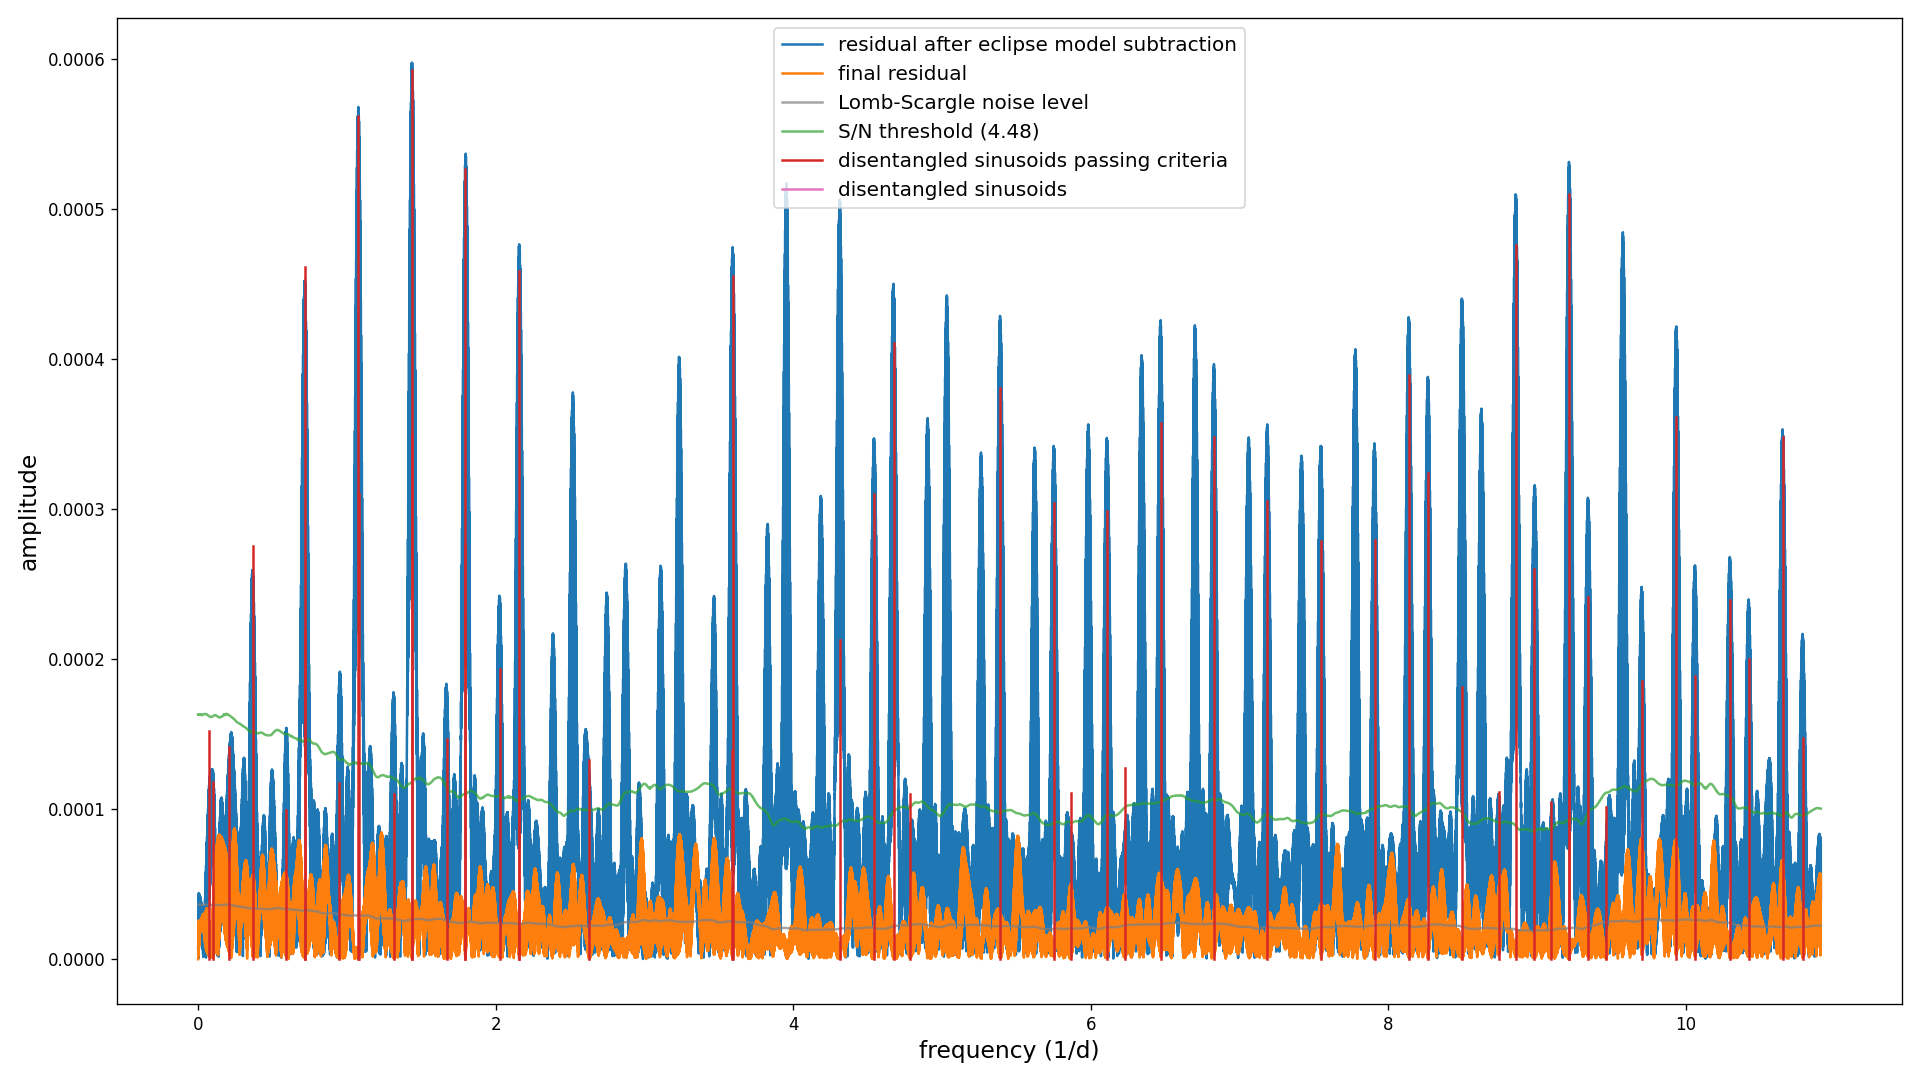 residual after eclipse model subtraction
final residual
Lomb-Scargle noise level
S/N threshold (4.48)
disentangled sinusoids passing criteria
disentangled sinusoids
amplitude
0.0006
0.0005
0.0004
0.0003
0.0002
0.0001
0.0000
0 2 4 6 8 10
frequency (1/d)